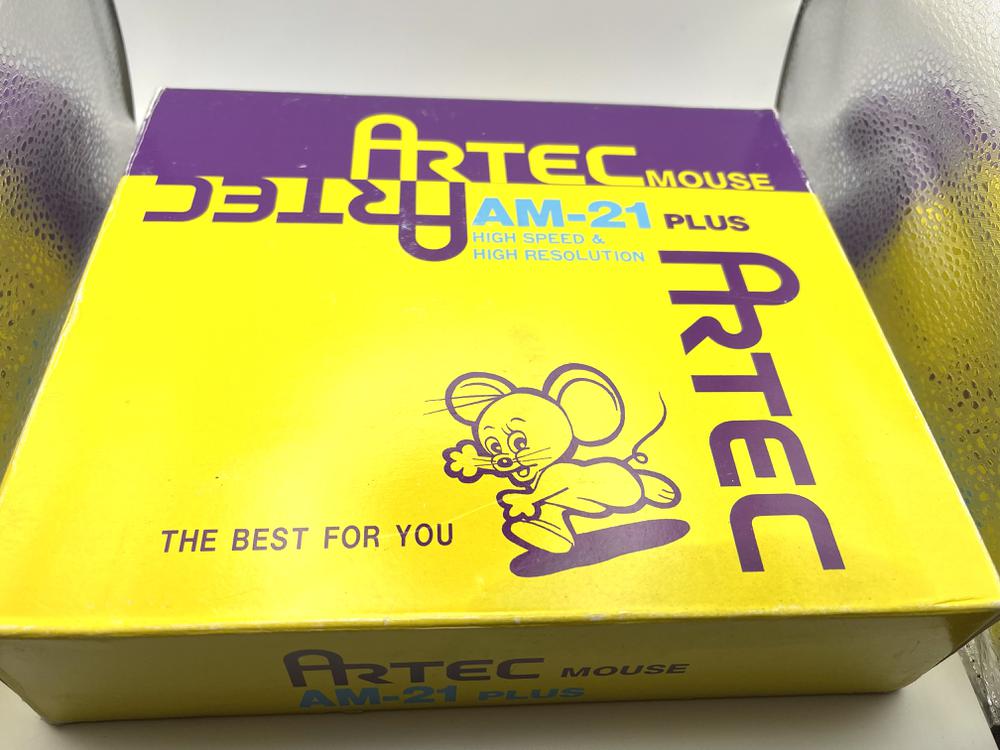 ARTEC MOUSE
ARTEC
AM-21 PLUS
HIGH SPEED &
HIGH RESOLUTION
ARTEC
THE BEST FOR YOU
ARTEC MOUSE
AM-21 PLUS